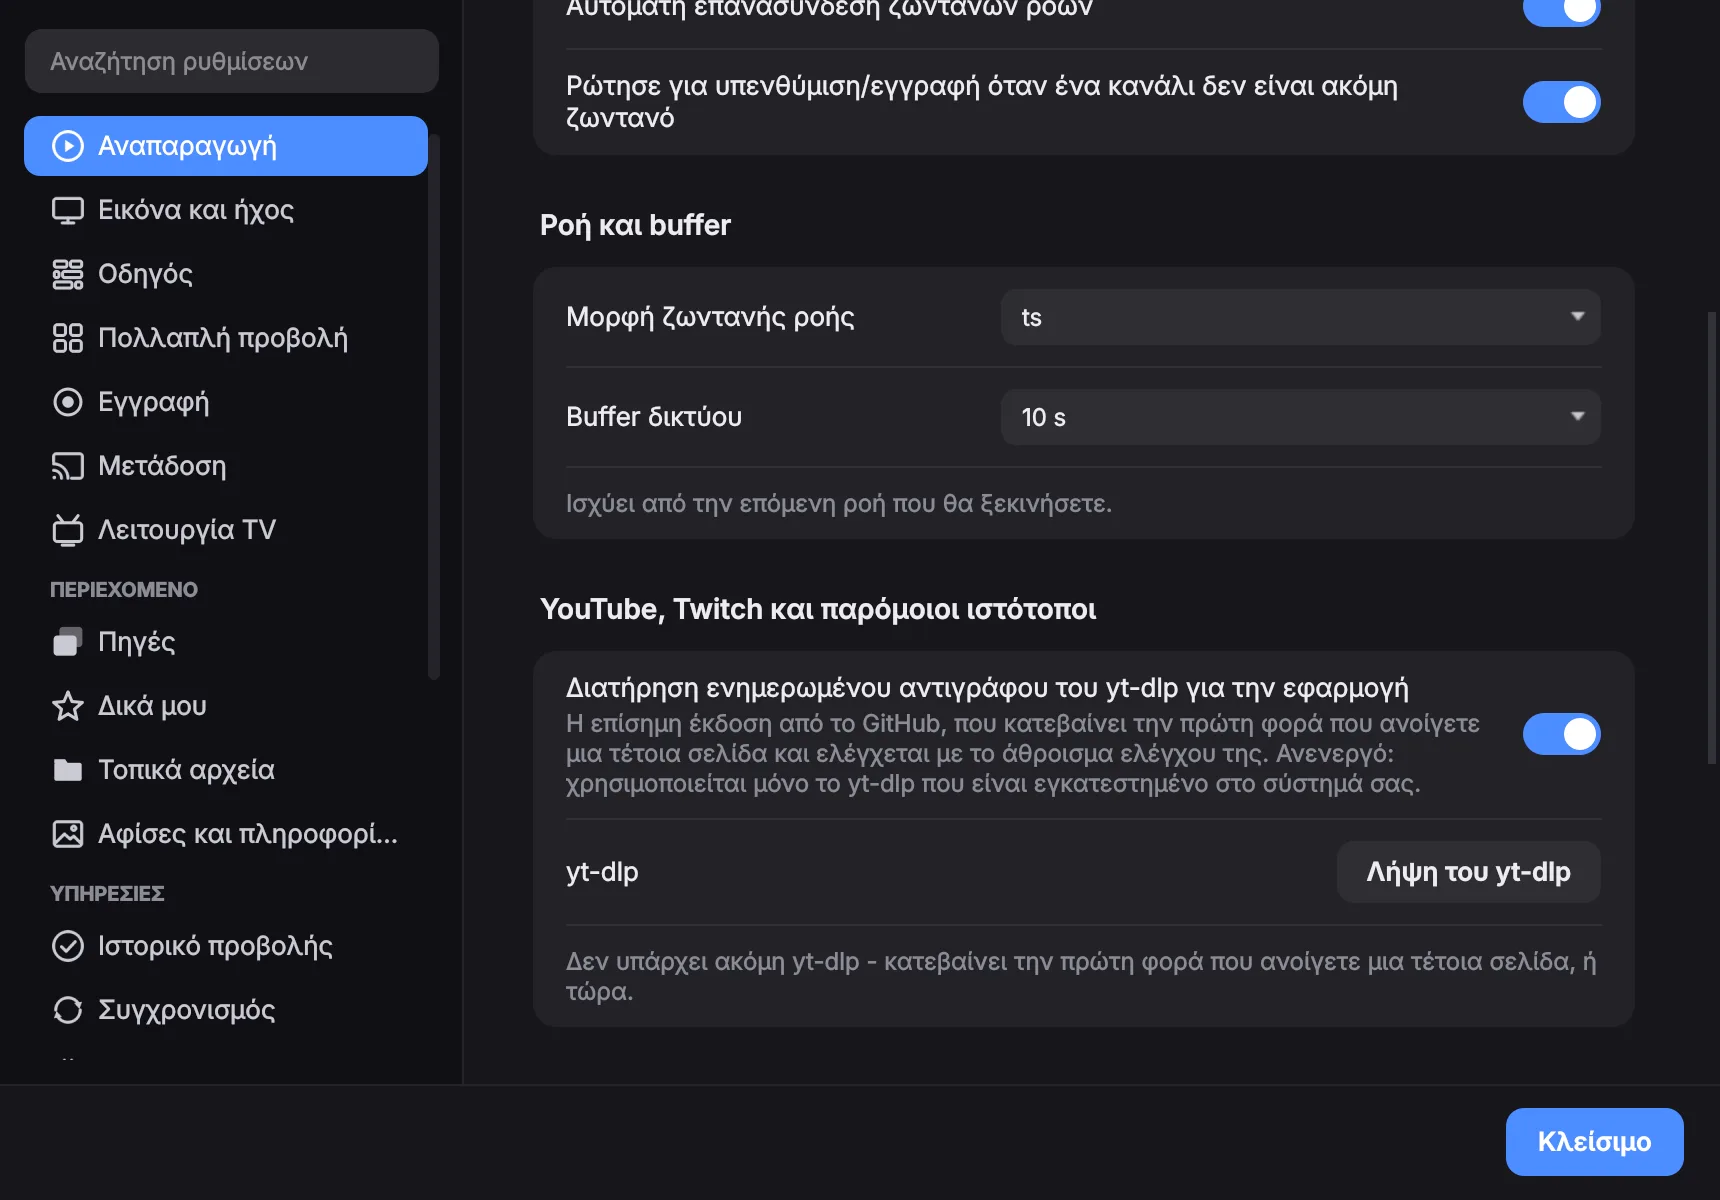 Αναζήτηση ρυθμίσεων
Αναπαραγωγή
Εικόνα και ήχος
Οδηγός
Πολλαπλή προβολή
Εγγραφή
Μετάδοση
Λειτουργία TV
ΠΕΡΙΕΧΟΜΕΝΟ
Πηγές
Δικά μου
Τοπικά αρχεία
Αφίσες και πληροφορί...
ΥΠΗΡΕΣΙΕΣ
Ιστορικό προβολής
Συγχρονισμός
Αυτόματη επανασύνδεση ζωντανών ροών
Ρώτησε για υπενθύμιση/εγγραφή όταν ένα κανάλι δεν είναι ακόμη
ζωντανό
Ροή και buffer
Μορφή ζωντανής ροής
ts
Buffer δικτύου
10 s
Ισχύει από την επόμενη ροή που θα ξεκινήσετε.
YouTube, Twitch και παρόμοιοι ιστότοποι
Διατήρηση ενημερωμένου αντιγράφου του yt-dlp για την εφαρμογή
Η επίσημη έκδοση από το GitHub, που κατεβαίνει την πρώτη φορά που ανοίγετε
μια τέτοια σελίδα και ελέγχεται με το άθροισμα ελέγχου της. Ανενεργό:
χρησιμοποιείται μόνο το yt-dlp που είναι εγκατεστημένο στο σύστημά σας.
yt-dlp
Λήψη του yt-dlp
Δεν υπάρχει ακόμη yt-dlp - κατεβαίνει την πρώτη φορά που ανοίγετε μια τέτοια σελίδα, ή
τώρα.
Κλείσιμο